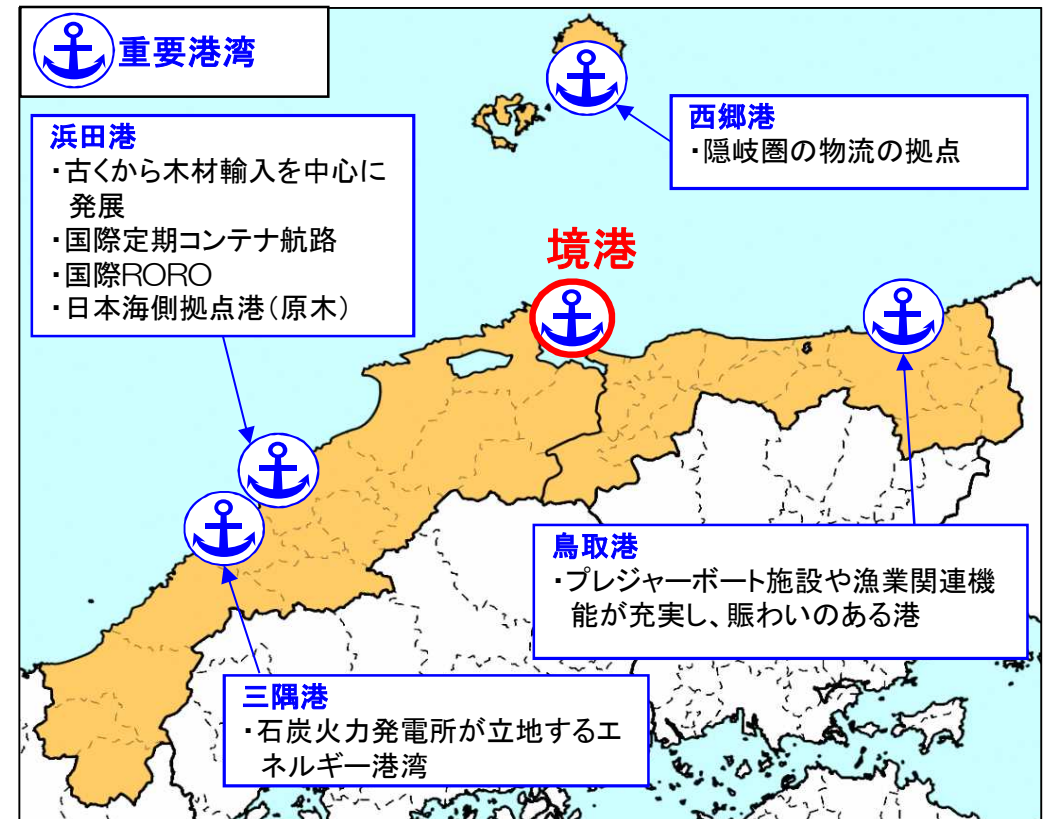 重要港湾
浜田港
・古くから木材輸入を中心に
発展
・国際定期コンテナ航路
・国際RORO
・日本海側拠点港(原木)
西郷港
・隠岐圏の物流の拠点
境港
鳥取港
・プレジャーボート施設や漁業関連機
能が充実し、賑わいのある港
三隅港
・石炭火力発電所が立地するエ
ネルギー港湾